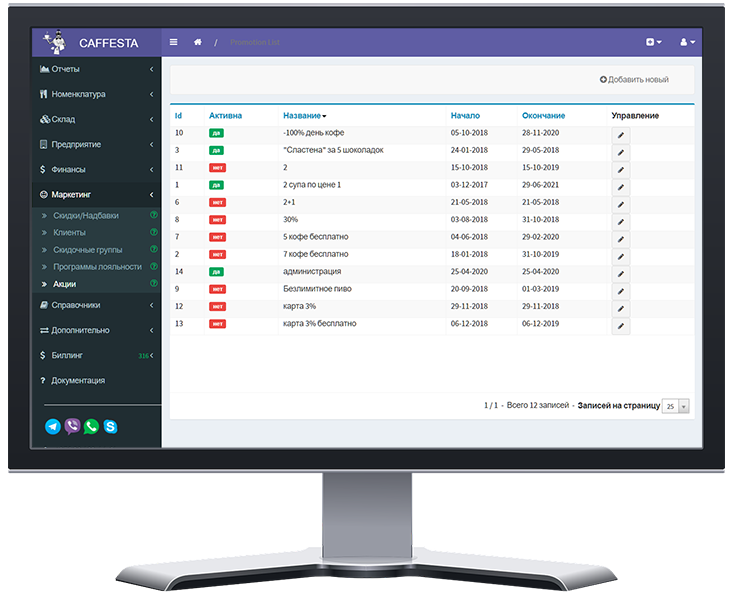 CAFFESTA
/ Promotion List
Отчеты
Номенклатура
Склад
Предприятие
Финансы
Маркетинг
Скидки/Надбавки
Клиенты
Скидочные группы
Программы лояльности
Акции
Справочники
Дополнительно
Биллинг 316
Документация
Добавить новый
Id Активна Название Начало Окончание Управление
10 да -100% день кофе 05-10-2018 28-11-2020
3 да "Сластена" за 5 шоколадок 24-01-2018 29-05-2018
11 нет 2 15-10-2018 15-10-2019
1 да 2 супа по цене 1 03-12-2017 29-06-2021
6 нет 2+1 21-05-2018 21-05-2018
8 нет 30% 03-08-2018 31-10-2018
7 нет 5 кофе бесплатно 04-06-2018 29-02-2020
2 нет 7 кофе бесплатно 18-01-2018 31-10-2019
14 да администрация 25-04-2020 25-04-2020
9 нет Безлимитное пиво 20-09-2018 01-03-2019
12 нет карта 3% 29-11-2018 29-11-2018
13 нет карта 3% бесплатно 06-12-2018 06-12-2019
1 / 1 - Всего 12 записей - Записей на страницу 25